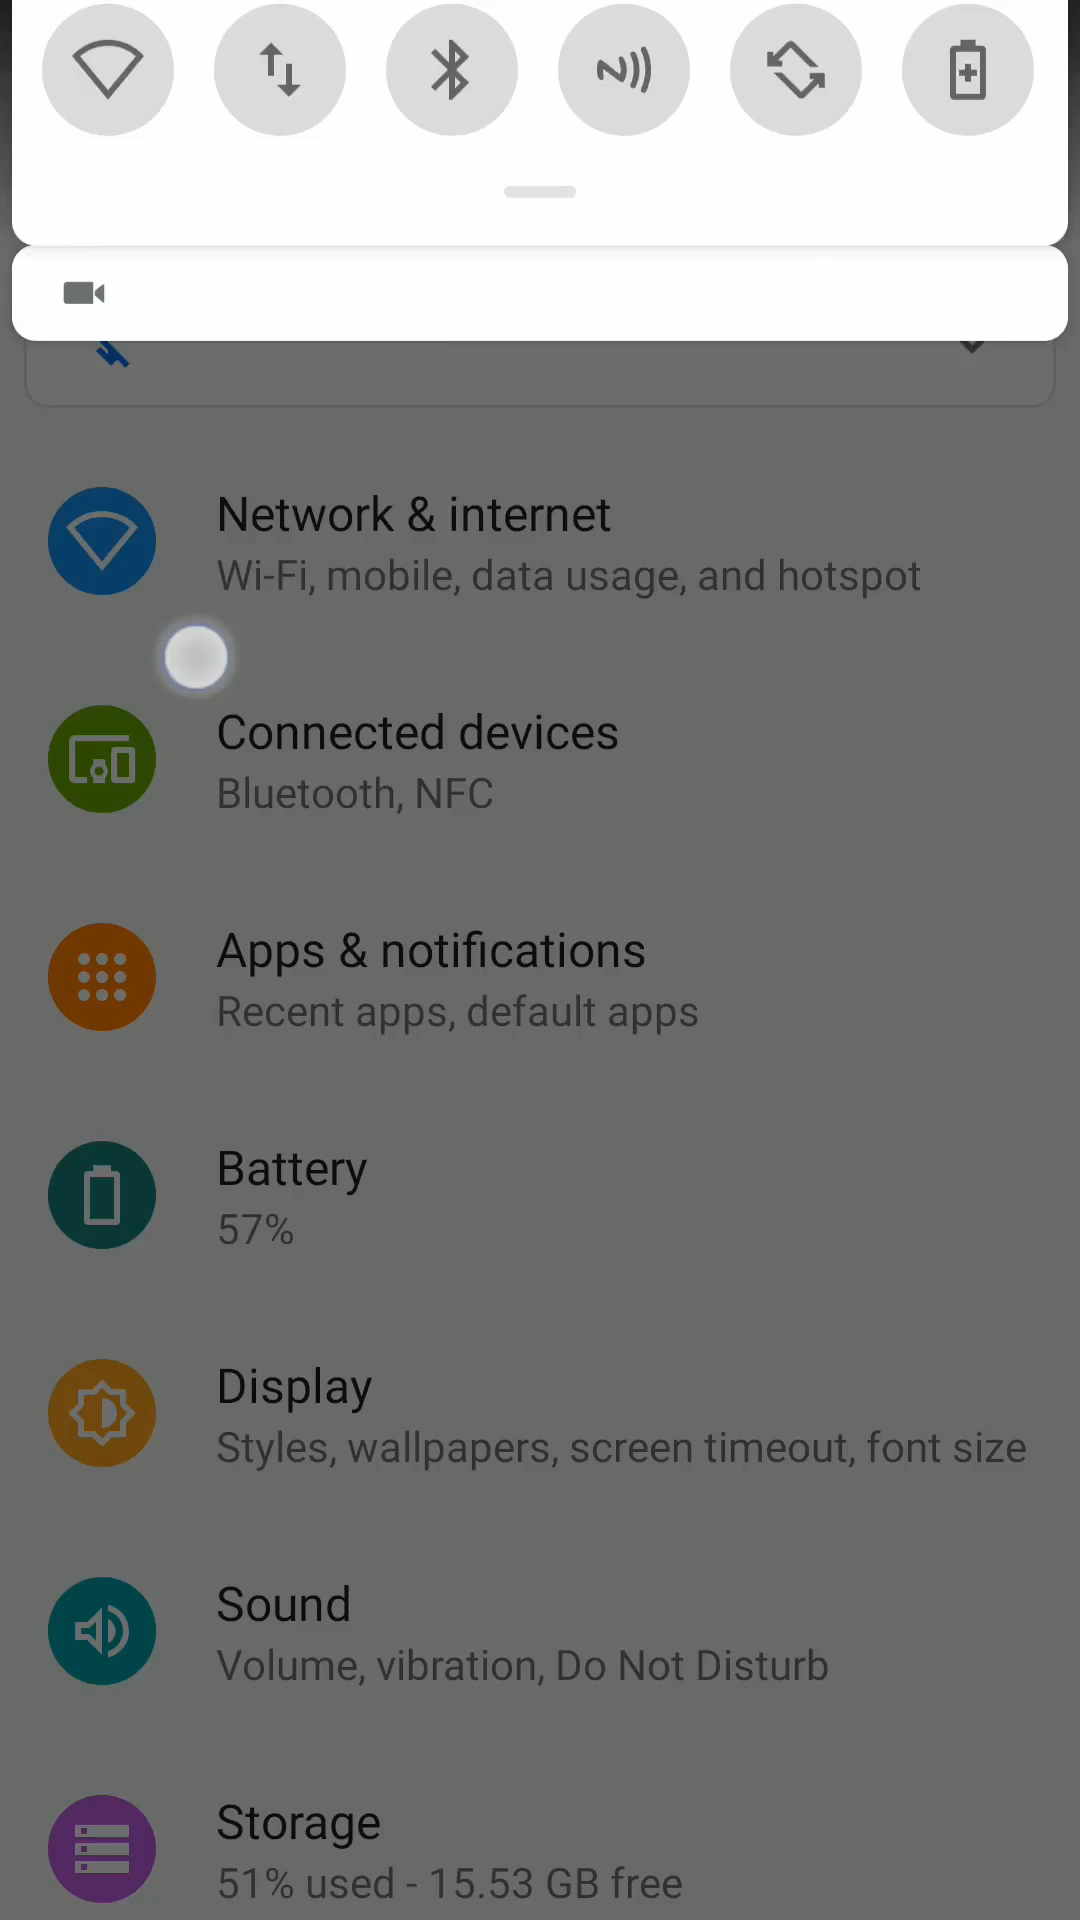 Network & internet
Wi-Fi, mobile, data usage, and hotspot
Connected devices
Bluetooth, NFC
Apps & notifications
Recent apps, default apps
Battery
57%
Display
Styles, wallpapers, screen timeout, font size
Sound
Volume, vibration, Do Not Disturb
Storage
51% used - 15.53 GB free